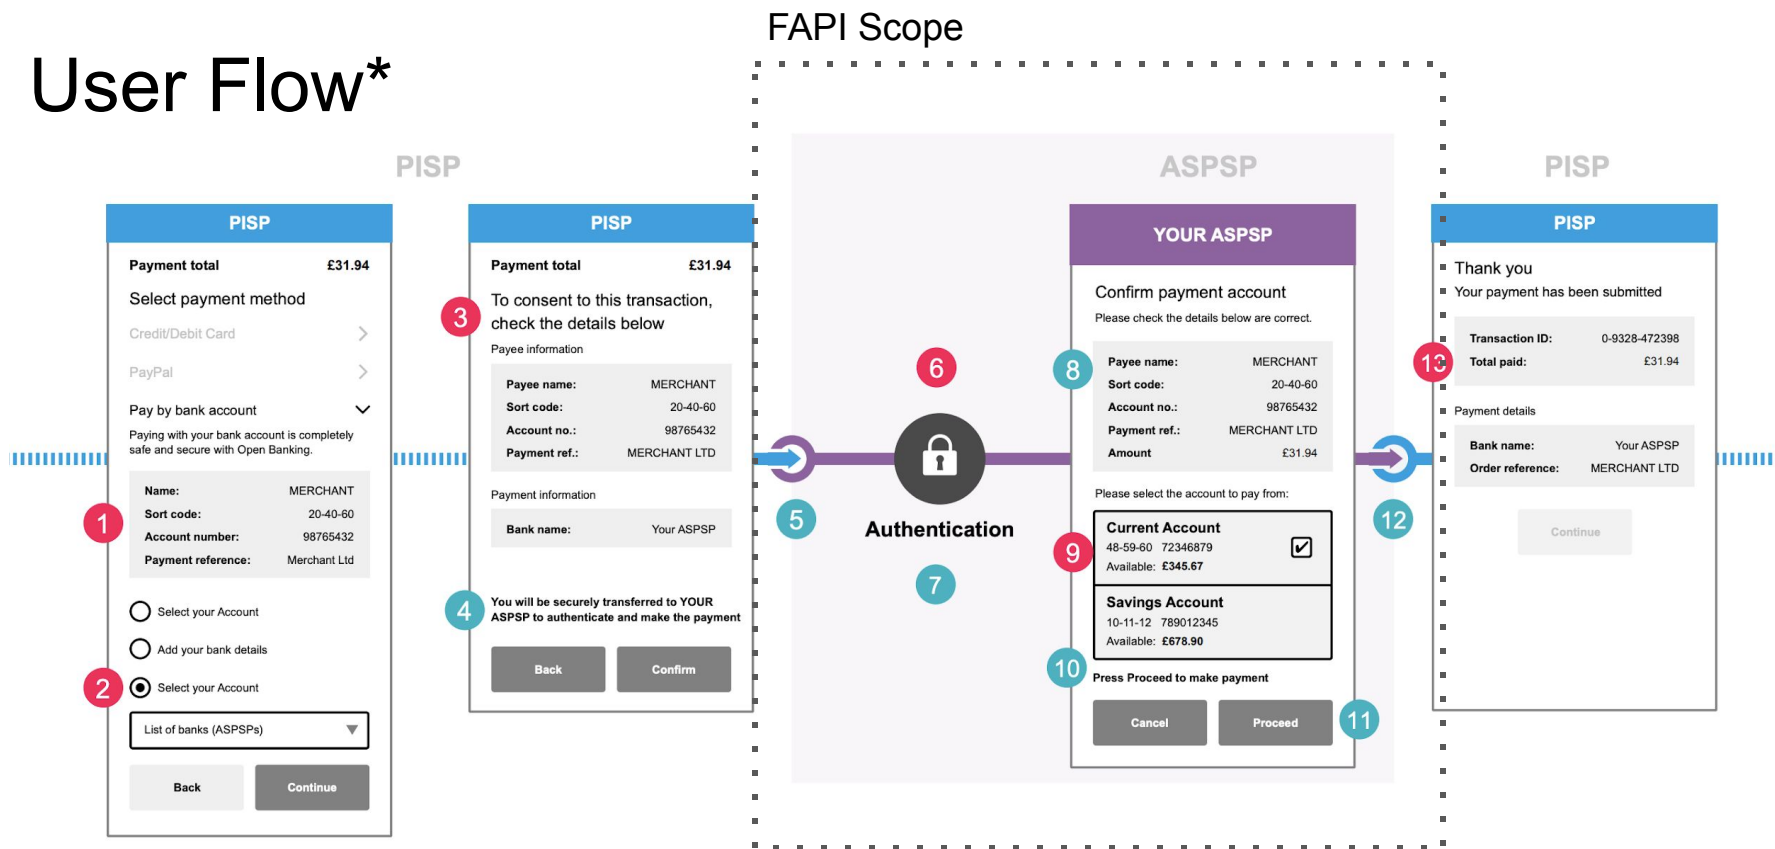 FAPI Scope
User Flow*
PISP
PISP
Payment total £31.94
Select payment method
Credit/Debit Card
PayPal
Pay by bank account
Paying with your bank account is completely
safe and secure with Open Banking.
1
Name: MERCHANT
Sort code: 20-40-60
Account number: 98765432
Payment reference: Merchant Ltd
Select your Account
Add your bank details
2
Select your Account
List of banks (ASPSPs)
Back Continue
PISP
Payment total £31.94
3
To consent to this transaction,
check the details below
Payee information
Payee name: MERCHANT
Sort code: 20-40-60
Account no.: 98765432
Payment ref.: MERCHANT LTD
Payment information
Bank name: Your ASPSP
4
You will be securely transferred to YOUR
ASPSP to authenticate and make the payment
Back Confirm
5
6
Authentication
7
ASPSP
YOUR ASPSP
Confirm payment account
Please check the details below are correct.
8
Payee name: MERCHANT
Sort code: 20-40-60
Account no.: 98765432
Payment ref.: MERCHANT LTD
Amount £31.94
Please select the account to pay from:
9
Current Account
48-59-60 72346879
Available: £345.67
Savings Account
10-11-12 789012345
Available: £678.90
10
Press Proceed to make payment
Cancel Proceed
11
12
PISP
PISP
Thank you
Your payment has been submitted
13
Transaction ID: 0-9328-472398
Total paid: £31.94
Payment details
Bank name: Your ASPSP
Order reference: MERCHANT LTD
Continue